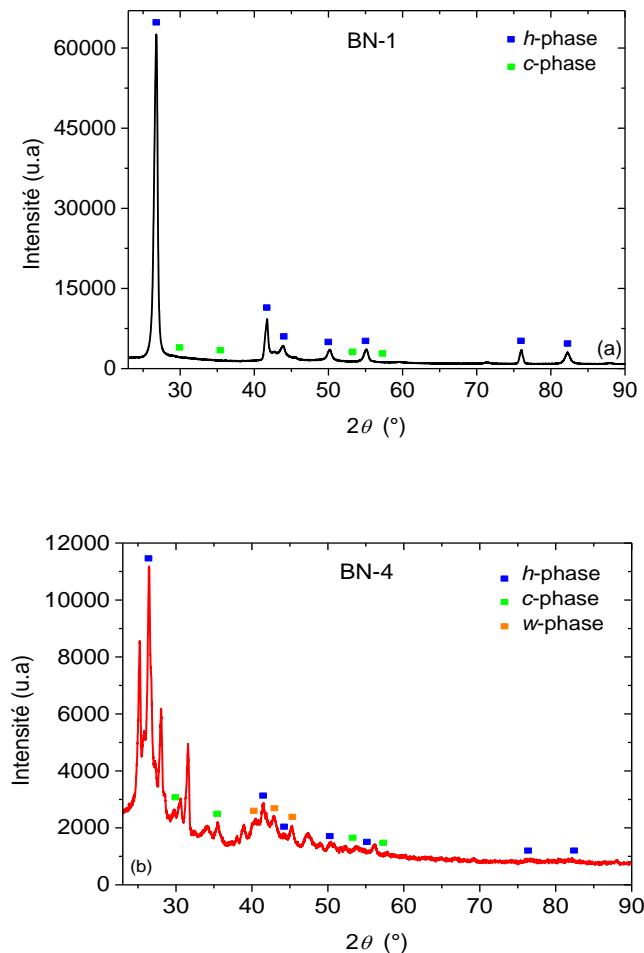 BN-1
h-phase
c-phase
60000
45000
30000
15000
0
Intensité (u.a)
(a)
30 40 50 60 70 80 90
2θ (°)
BN-4
h-phase
c-phase
w-phase
12000
10000
8000
6000
4000
2000
0
Intensité (u.a)
(b)
30 40 50 60 70 80 90
2θ (°)